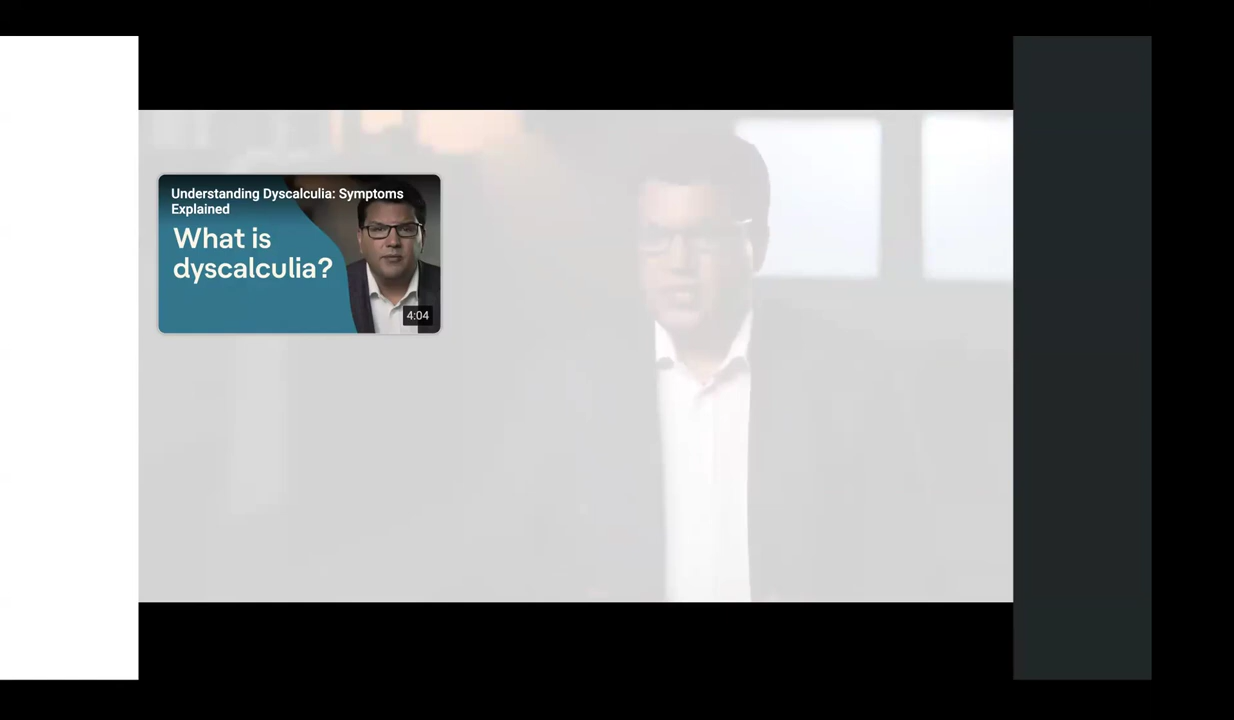 Understanding Dyscalculia: Symptoms
Explained
What is
dyscalculia?
4:04